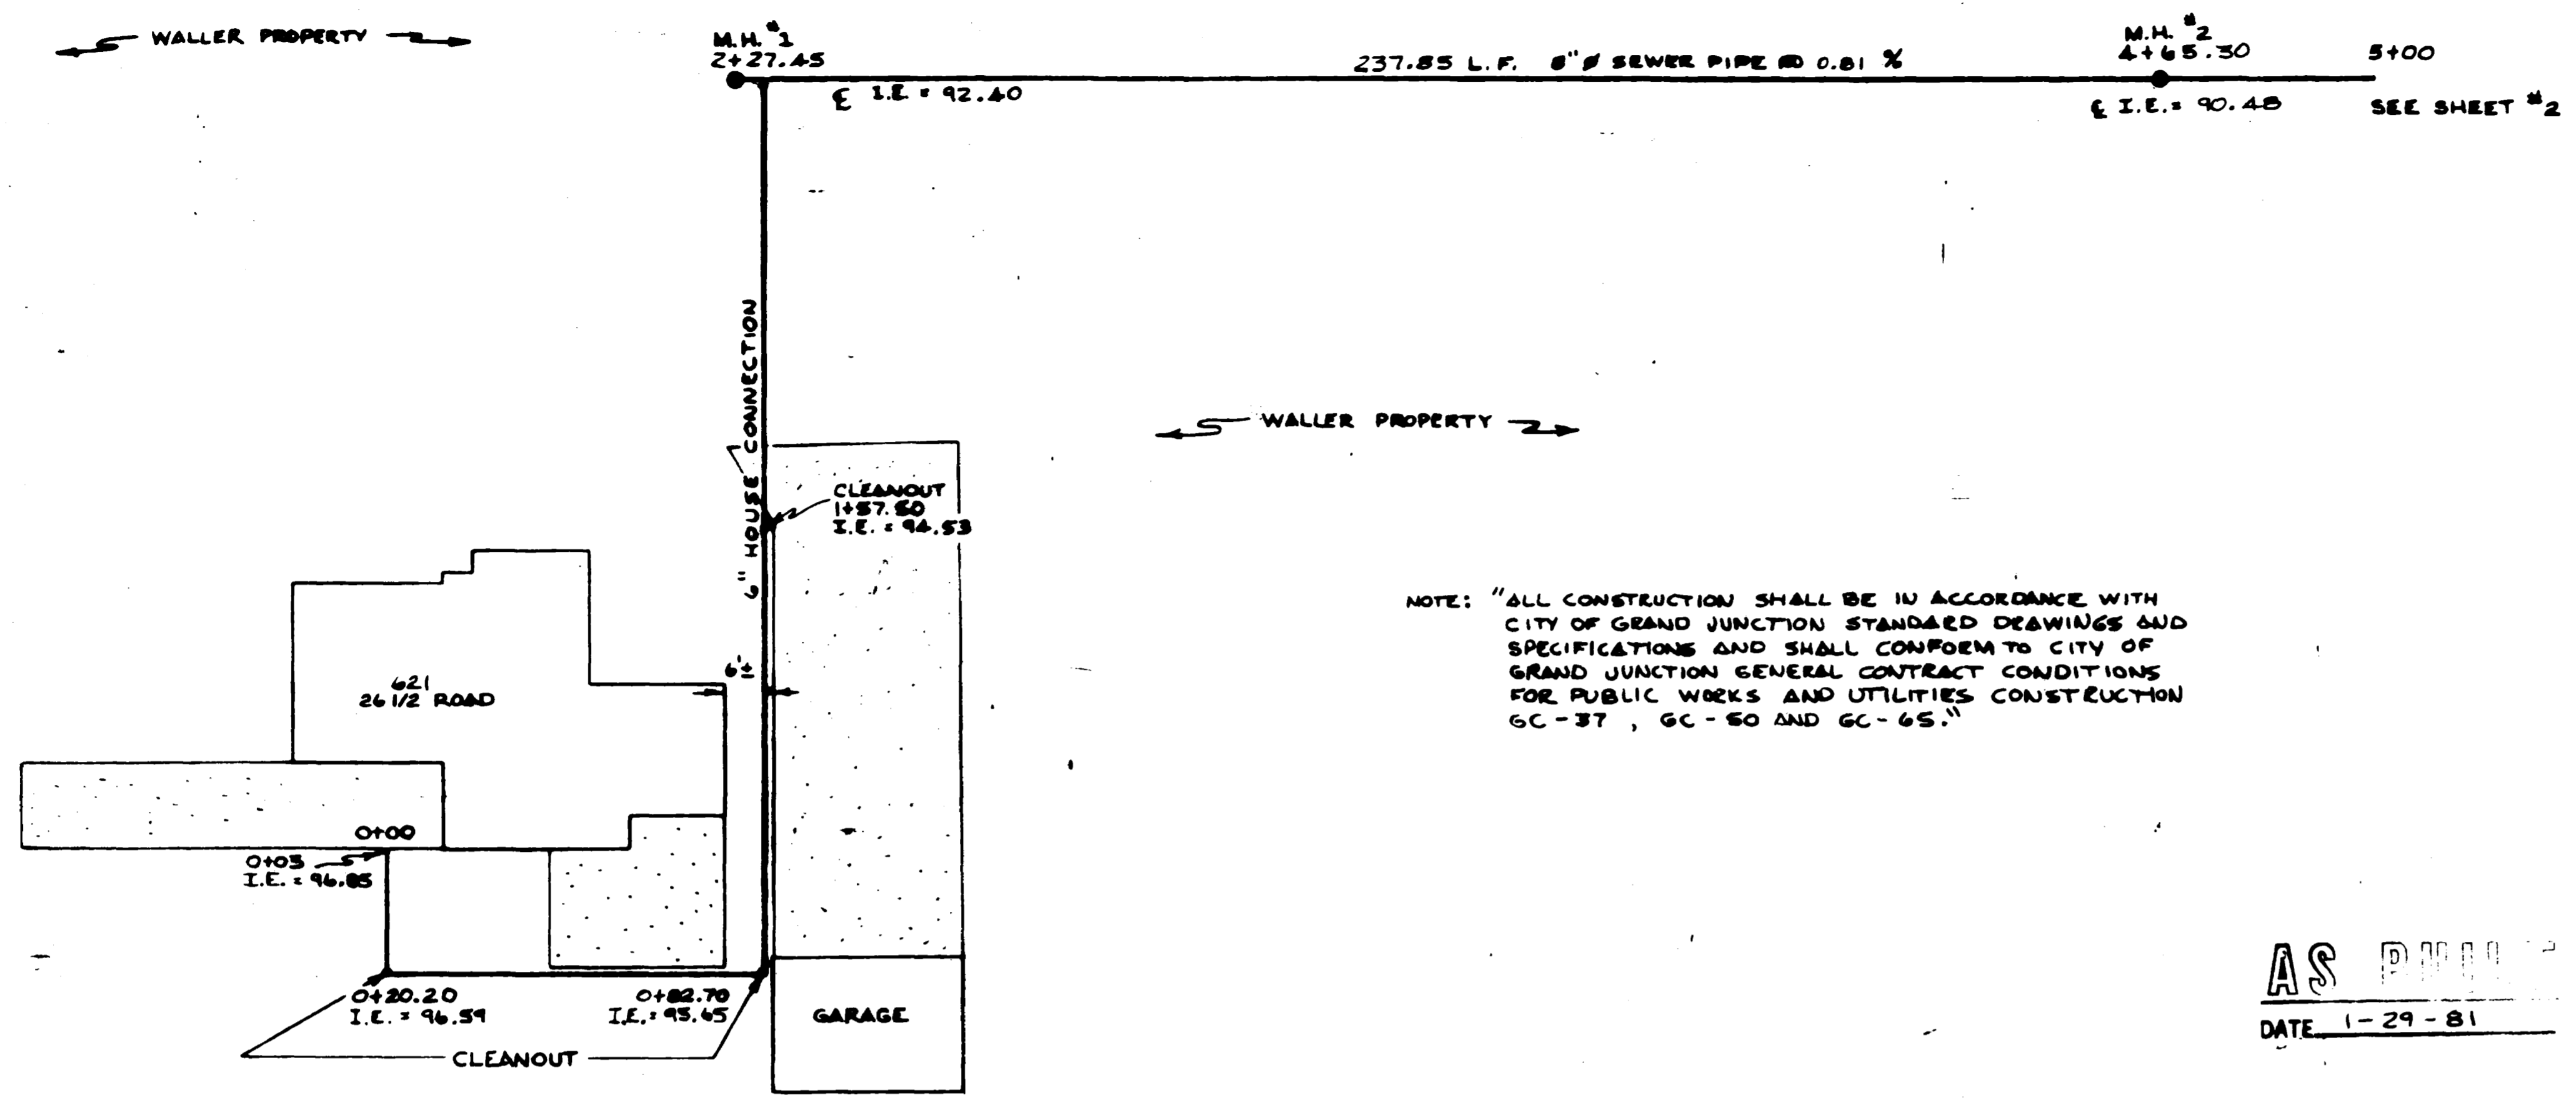 WALLER PROPERTY
M.H. #1
2+27.45
℄ I.E. = 92.40
237.85 L.F. 8"ø SEWER PIPE @ 0.81 %
M.H. #2
4+65.30
5+00
℄ I.E. = 90.48
SEE SHEET #2
6" HOUSE CONNECTION
WALLER PROPERTY
CLEANOUT
1+57.50
I.E. = 94.53
NOTE: "ALL CONSTRUCTION SHALL BE IN ACCORDANCE WITH
CITY OF GRAND JUNCTION STANDARD DRAWINGS AND
SPECIFICATIONS AND SHALL CONFORM TO CITY OF
GRAND JUNCTION GENERAL CONTRACT CONDITIONS
FOR PUBLIC WORKS AND UTILITIES CONSTRUCTION
GC-37, GC-50 AND GC-65."
6'±
621
26 1/2 ROAD
0+00
0+03
I.E. = 96.85
0+20.20
I.E. = 96.59
0+82.70
I.E. = 95.65
GARAGE
CLEANOUT
AS BUILT
DATE 1-29-81